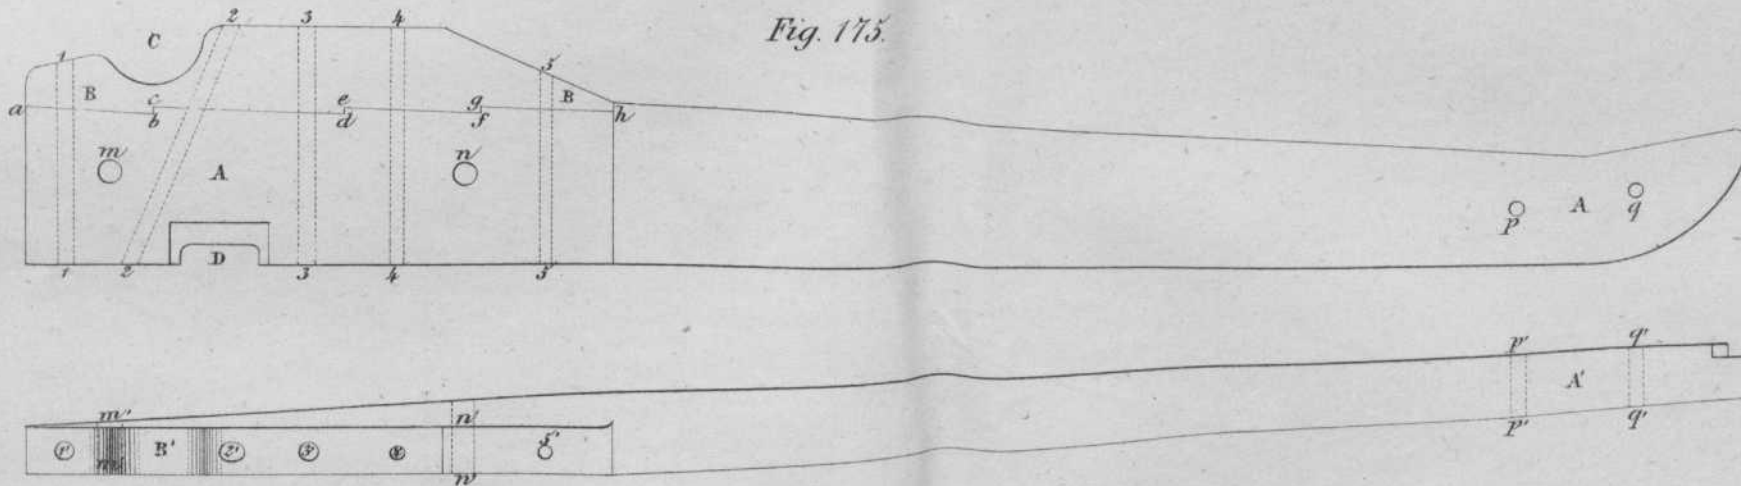 Fig. 175.
1 C 2 3 4 5
a B c e g B h
b d f
m n
A
p A q
D
1 2 3 4 5
p' q'
A'
p' q'
m' n'
1' B' 2' 3' 4' 5'
m' n'